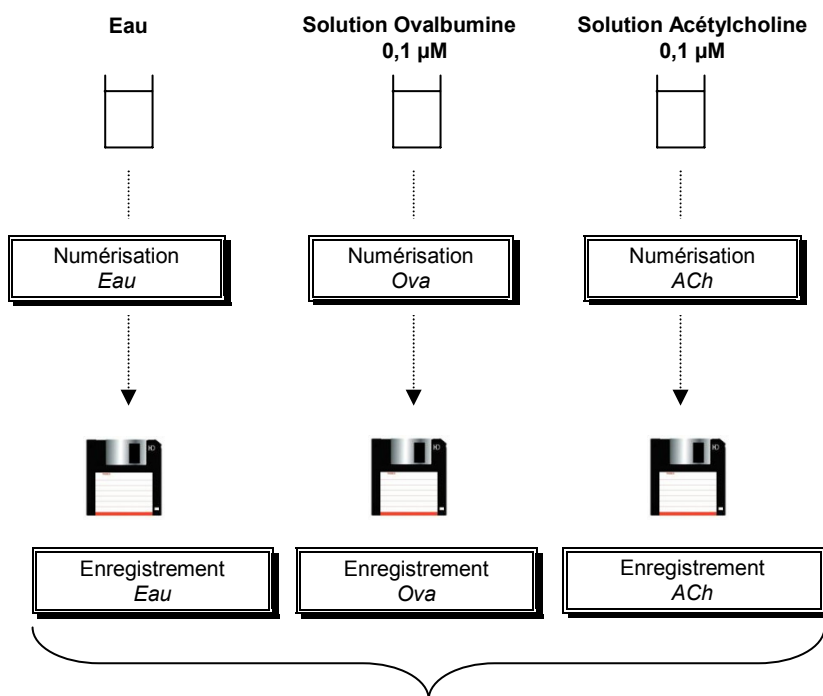 Eau
Solution Ovalbumine
0,1 µM
Solution Acétylcholine
0,1 µM
Numérisation
Eau
Numérisation
Ova
Numérisation
ACh
Enregistrement
Eau
Enregistrement
Ova
Enregistrement
ACh